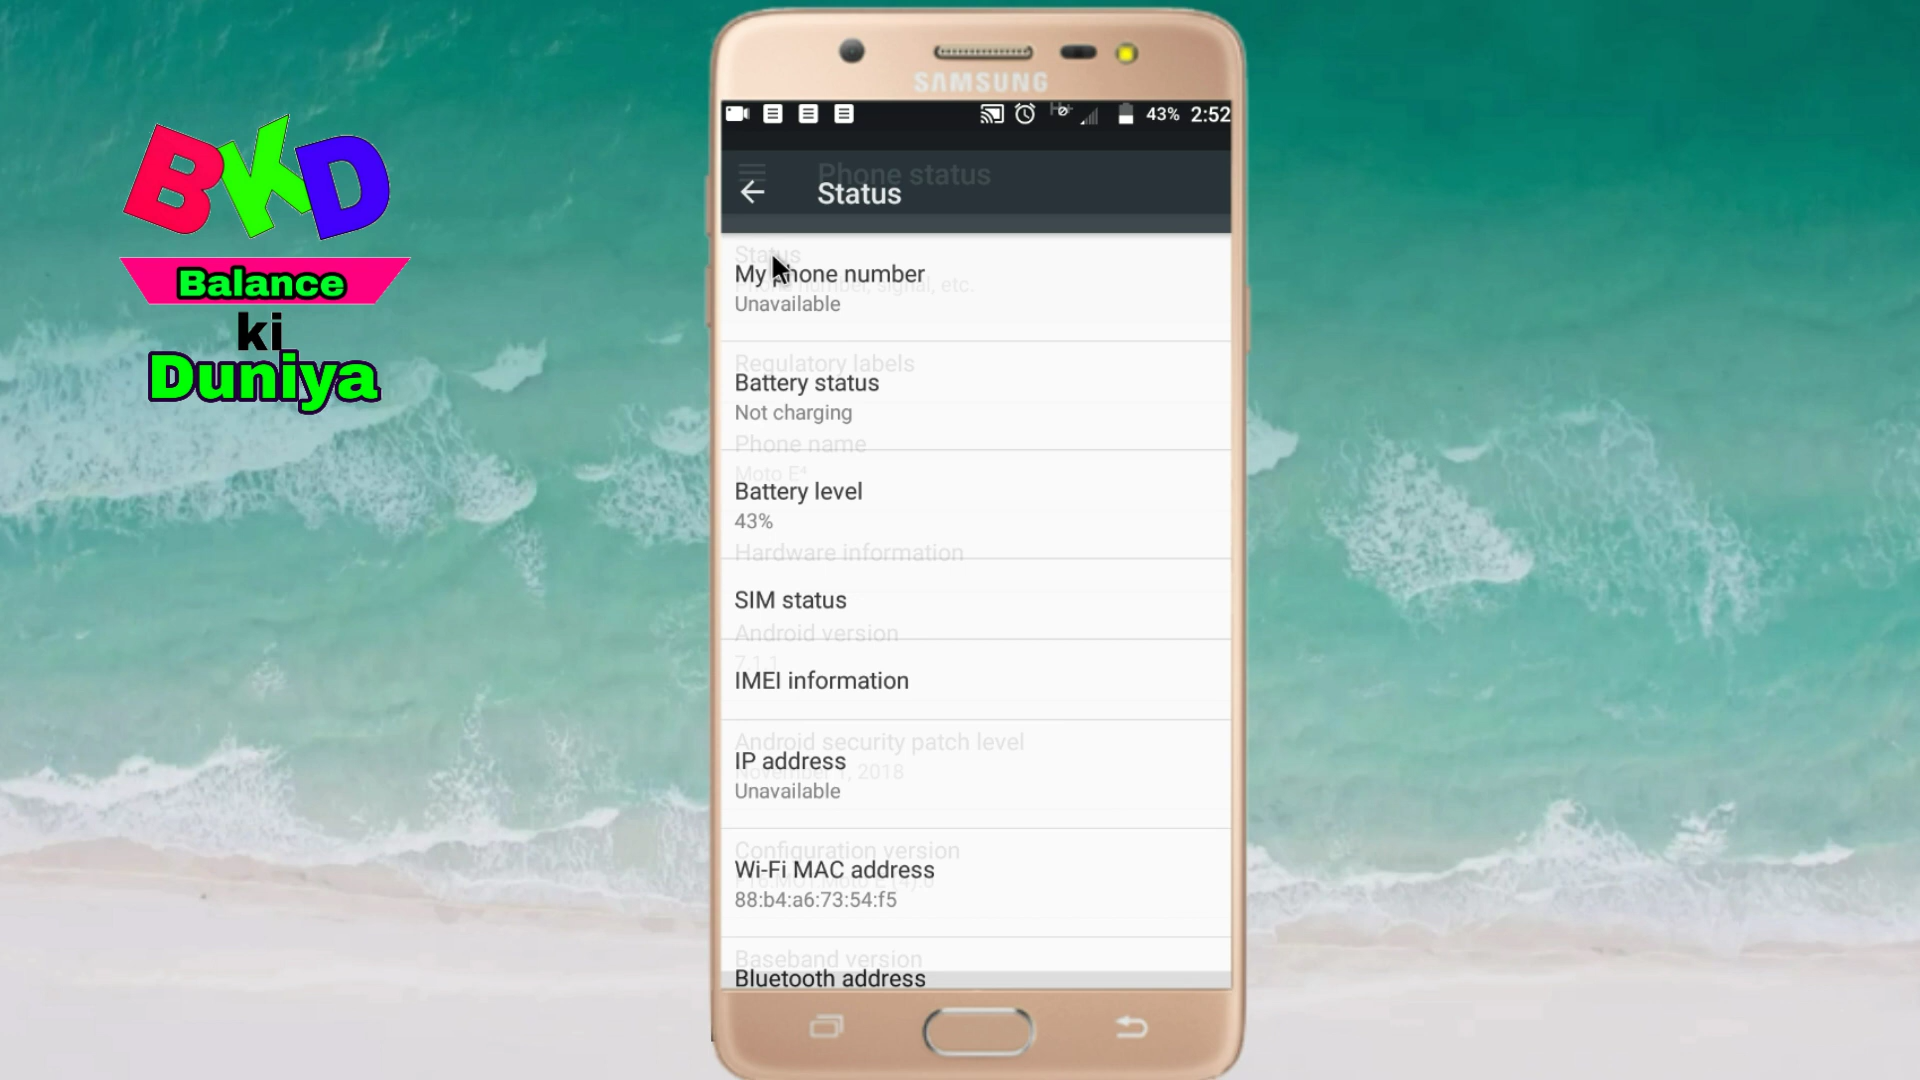 BKD
Balance
ki
Duniya
SAMSUNG
43% 2:52
Phone status
Status
Status
My phone number
Phone number, signal, etc.
Unavailable
Regulatory labels
Battery status
Not charging
Phone name
Moto E⁴
Battery level
43%
Hardware information
SIM status
Android version
7.1.1
IMEI information
Android security patch level
IP address
November 1, 2018
Unavailable
Configuration version
Wi-Fi MAC address
88:b4:a6:73:54:f5
Baseband version
Bluetooth address